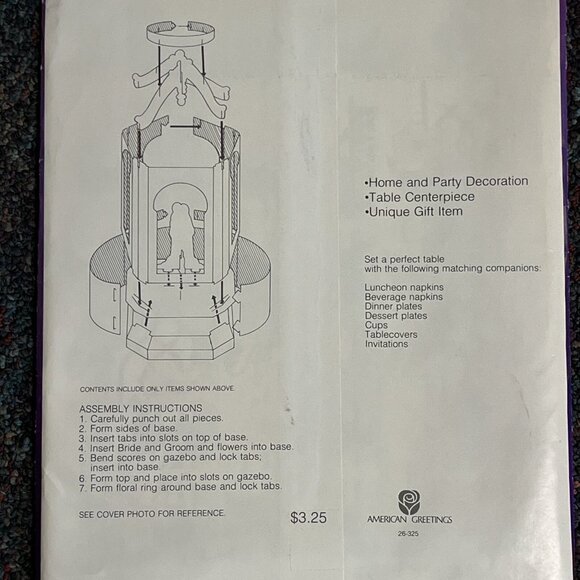 •Home and Party Decoration
•Table Centerpiece
•Unique Gift Item
Set a perfect table
with the following matching companions:
Luncheon napkins
Beverage napkins
Dinner plates
Dessert plates
Cups
Tablecovers
Invitations
CONTENTS INCLUDE ONLY ITEMS SHOWN ABOVE.
ASSEMBLY INSTRUCTIONS
1. Carefully punch out all pieces.
2. Form sides of base.
3. Insert tabs into slots on top of base.
4. Insert Bride and Groom and flowers into base.
5. Bend scores on gazebo and lock tabs;
insert into base.
6. Form top and place into slots on gazebo.
7. Form floral ring around base and lock tabs.
SEE COVER PHOTO FOR REFERENCE.
$3.25
AMERICAN GREETINGS
26-325